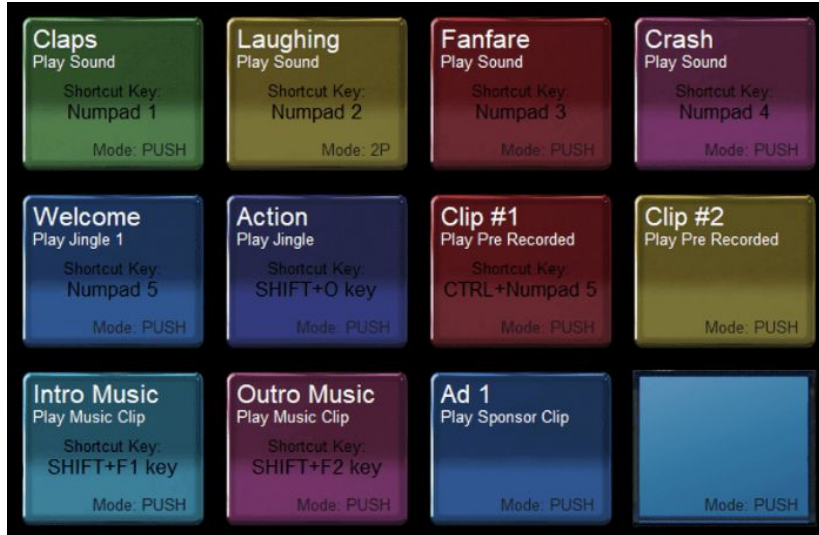 Claps
Play Sound
Shortcut Key:
Numpad 1
Mode: PUSH
Laughing
Play Sound
Shortcut Key:
Numpad 2
Mode: 2P
Fanfare
Play Sound
Shortcut Key:
Numpad 3
Mode: PUSH
Crash
Play Sound
Shortcut Key:
Numpad 4
Mode: PUSH
Welcome
Play Jingle 1
Shortcut Key:
Numpad 5
Mode: PUSH
Action
Play Jingle
Shortcut Key:
SHIFT+O key
Mode: PUSH
Clip #1
Play Pre Recorded
Shortcut Key:
CTRL+Numpad 5
Mode: PUSH
Clip #2
Play Pre Recorded
Mode: PUSH
Intro Music
Play Music Clip
Shortcut Key:
SHIFT+F1 key
Mode: PUSH
Outro Music
Play Music Clip
Shortcut Key:
SHIFT+F2 key
Mode: PUSH
Ad 1
Play Sponsor Clip
Mode: PUSH
Mode: PUSH